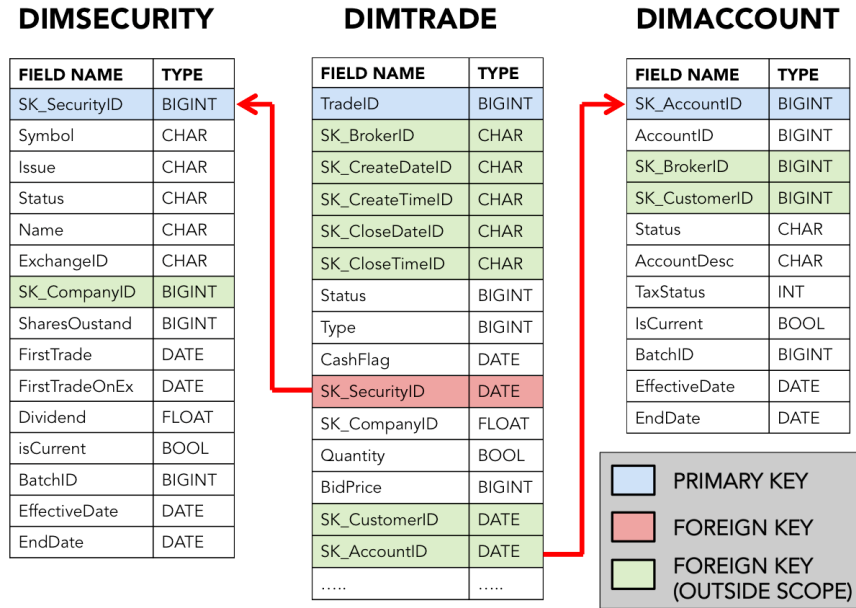 DIMSECURITY
FIELD NAME TYPE
SK_SecurityID BIGINT
Symbol CHAR
Issue CHAR
Status CHAR
Name CHAR
ExchangeID CHAR
SK_CompanyID BIGINT
SharesOustand BIGINT
FirstTrade DATE
FirstTradeOnEx DATE
Dividend FLOAT
isCurrent BOOL
BatchID BIGINT
EffectiveDate DATE
EndDate DATE
DIMTRADE
FIELD NAME TYPE
TradeID BIGINT
SK_BrokerID CHAR
SK_CreateDateID CHAR
SK_CreateTimeID CHAR
SK_CloseDateID CHAR
SK_CloseTimeID CHAR
Status BIGINT
Type BIGINT
CashFlag DATE
SK_SecurityID DATE
SK_CompanyID FLOAT
Quantity BOOL
BidPrice BIGINT
SK_CustomerID DATE
SK_AccountID DATE
..... .....
DIMACCOUNT
FIELD NAME TYPE
SK_AccountID BIGINT
AccountID BIGINT
SK_BrokerID BIGINT
SK_CustomerID BIGINT
Status CHAR
AccountDesc CHAR
TaxStatus INT
IsCurrent BOOL
BatchID BIGINT
EffectiveDate DATE
EndDate DATE
PRIMARY KEY
FOREIGN KEY
FOREIGN KEY
(OUTSIDE SCOPE)